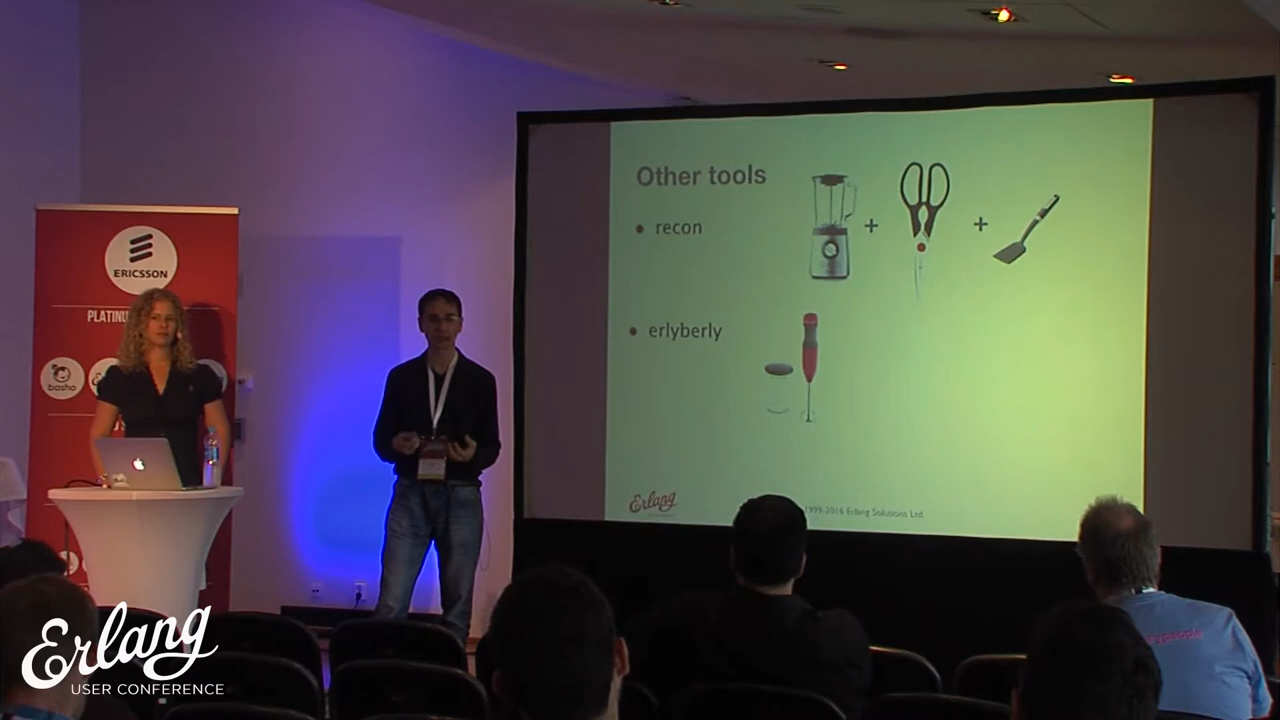 Other tools
• recon
+
+
• erlyberly
Erlang
1999-2016 Erlang Solutions Ltd
ERICSSON
PLATINU
basho
Erlang
USER CONFERENCE